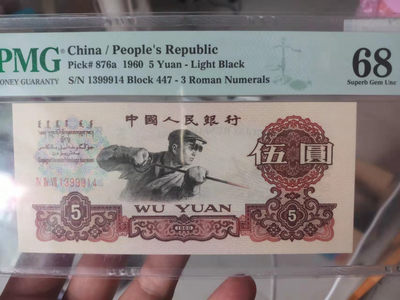 PMG
MONEY GUARANTY
China / People's Republic
Pick# 876a 1960 5 Yuan - Light Black
S/N 1399914 Block 447 - 3 Roman Numerals
68
Superb Gem Unc
中國人民銀行
伍圓
1399914
5
WU YUAN
1960
5